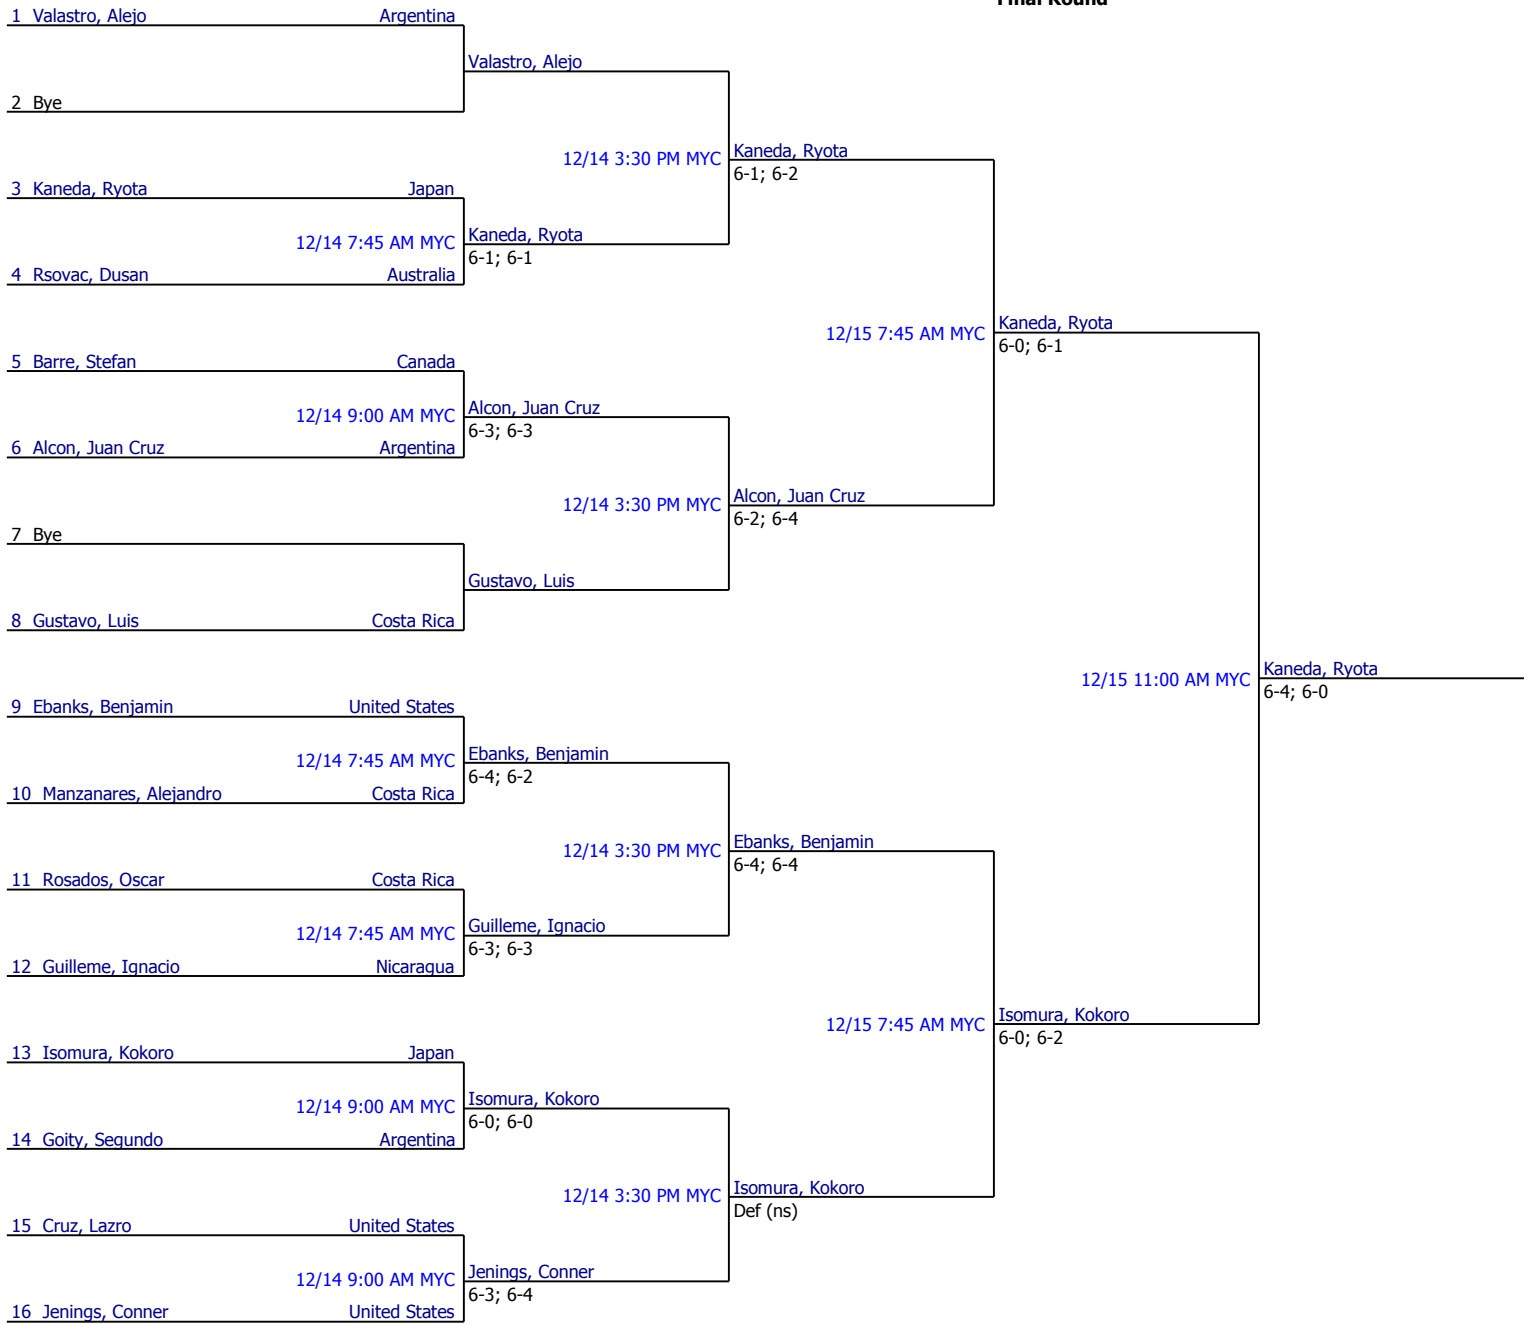 Final Round
1 Valastro, Alejo Argentina
Valastro, Alejo
2 Bye
12/14 3:30 PM MYC Kaneda, Ryota
6-1; 6-2
3 Kaneda, Ryota Japan
12/14 7:45 AM MYC Kaneda, Ryota
6-1; 6-1
4 Rsovac, Dusan Australia
12/15 7:45 AM MYC Kaneda, Ryota
6-0; 6-1
5 Barre, Stefan Canada
12/14 9:00 AM MYC Alcon, Juan Cruz
6-3; 6-3
6 Alcon, Juan Cruz Argentina
12/14 3:30 PM MYC Alcon, Juan Cruz
6-2; 6-4
7 Bye
Gustavo, Luis
8 Gustavo, Luis Costa Rica
12/15 11:00 AM MYC Kaneda, Ryota
6-4; 6-0
9 Ebanks, Benjamin United States
12/14 7:45 AM MYC Ebanks, Benjamin
6-4; 6-2
10 Manzanares, Alejandro Costa Rica
12/14 3:30 PM MYC Ebanks, Benjamin
6-4; 6-4
11 Rosados, Oscar Costa Rica
12/14 7:45 AM MYC Guilleme, Ignacio
6-3; 6-3
12 Guilleme, Ignacio Nicaragua
12/15 7:45 AM MYC Isomura, Kokoro
6-0; 6-2
13 Isomura, Kokoro Japan
12/14 9:00 AM MYC Isomura, Kokoro
6-0; 6-0
14 Goity, Segundo Argentina
12/14 3:30 PM MYC Isomura, Kokoro
Def (ns)
15 Cruz, Lazro United States
12/14 9:00 AM MYC Jenings, Conner
6-3; 6-4
16 Jenings, Conner United States